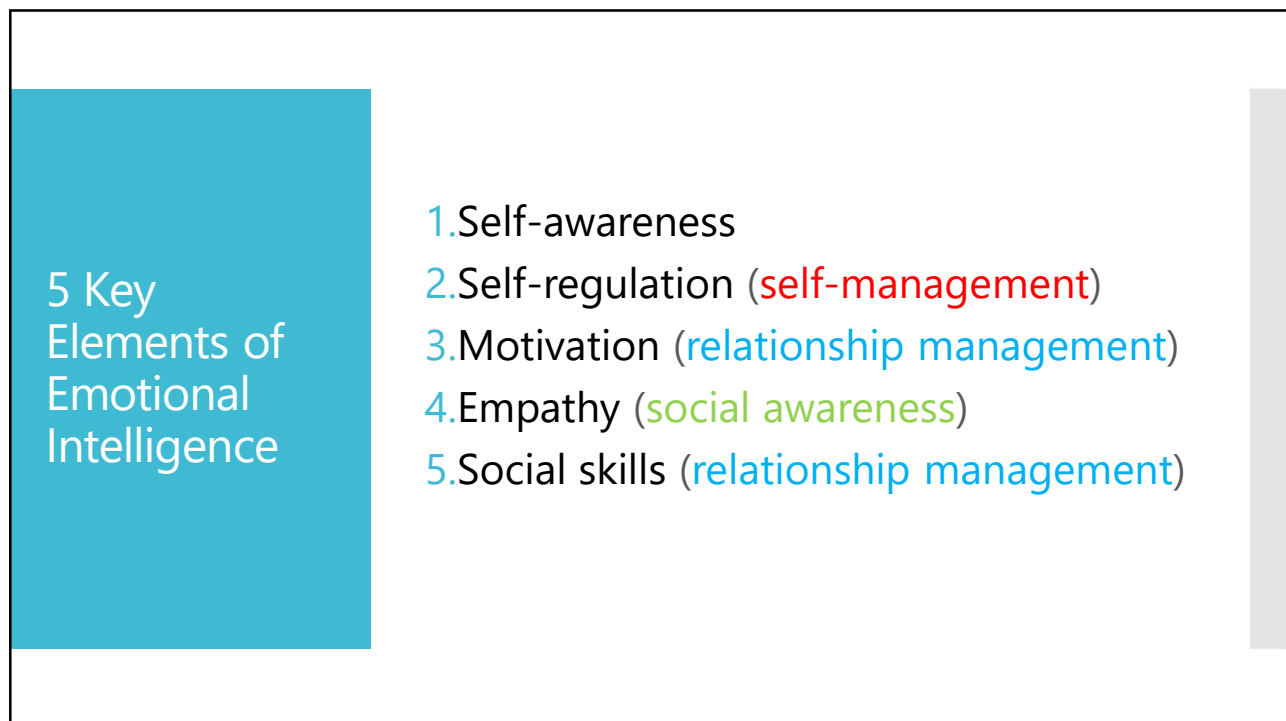 5 Key
Elements of
Emotional
Intelligence
1.Self-awareness
2.Self-regulation (self-management)
3.Motivation (relationship management)
4.Empathy (social awareness)
5.Social skills (relationship management)